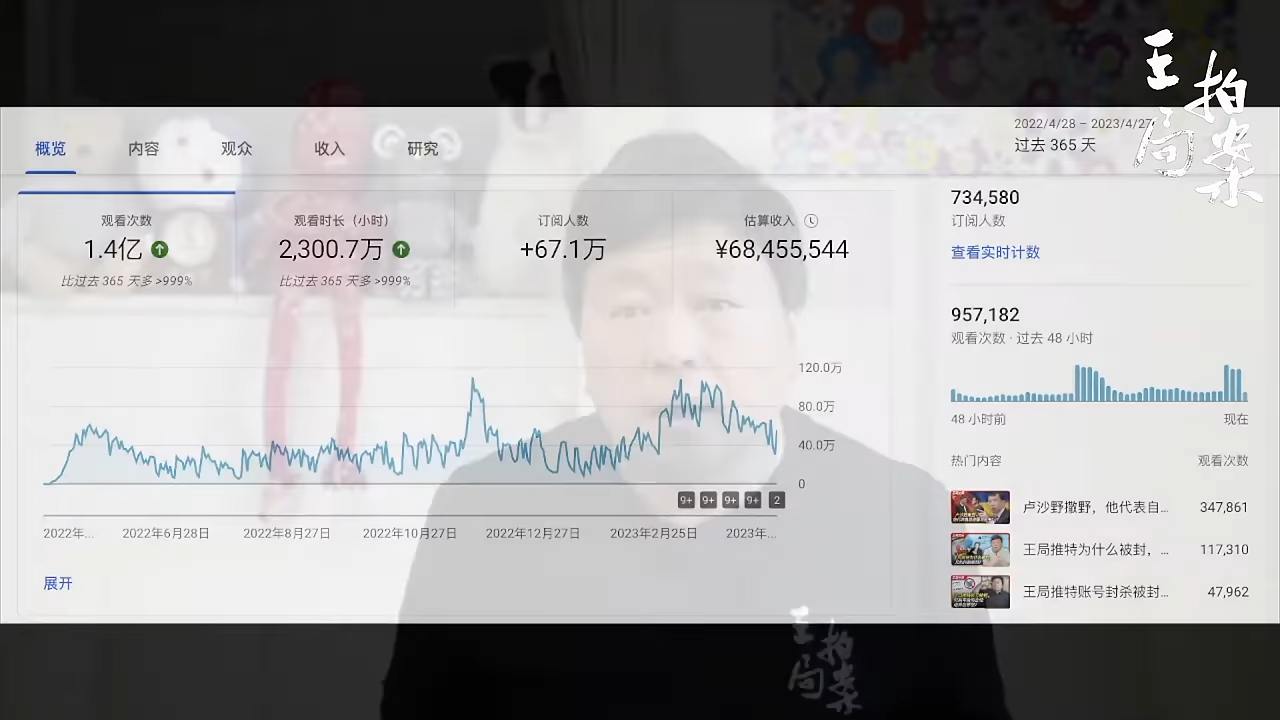 王局拍案
2022/4/28 – 2023/4/27
过去 365 天
概览 内容 观众 收入 研究
观看次数
1.4亿
比过去 365 天多 >999%
观看时长（小时）
2,300.7万
比过去 365 天多 >999%
订阅人数
+67.1万
估算收入
¥68,455,544
120.0万
80.0万
40.0万
0
9+ 9+ 9+ 9+ 2
2022年... 2022年6月28日 2022年8月27日 2022年10月27日 2022年12月27日 2023年2月25日 2023年...
展开
734,580
订阅人数
查看实时计数
957,182
观看次数 · 过去 48 小时
48 小时前 现在
热门内容 观看次数
卢沙野撒野，他代表自... 347,861
王局推特为什么被封，... 117,310
王局推特账号封杀被封... 47,962
王局拍案